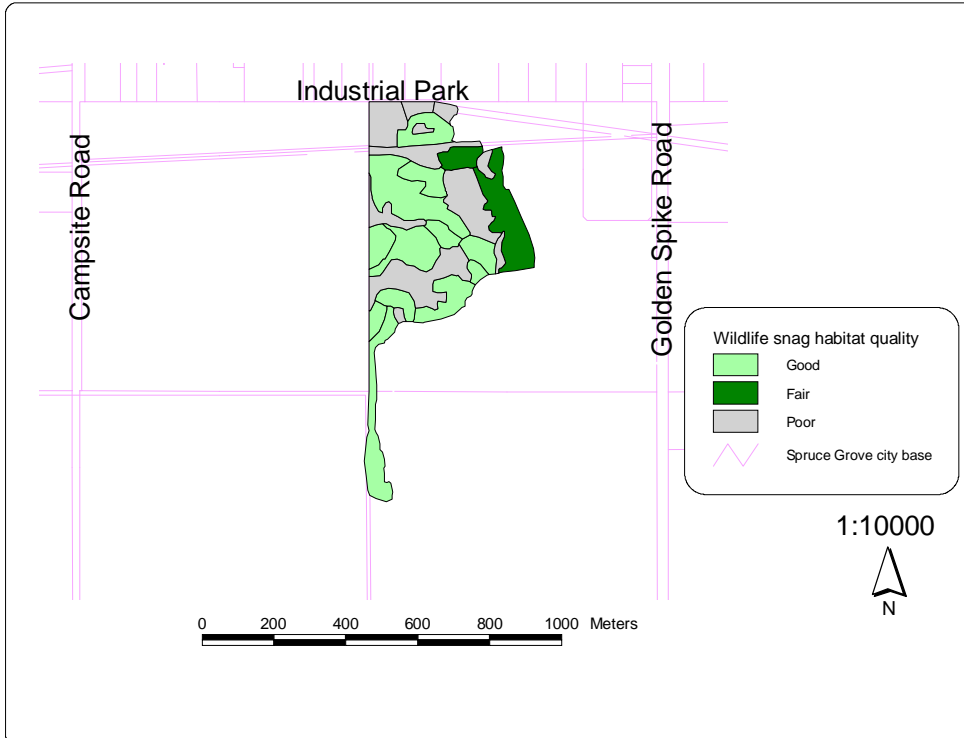 Industrial Park
Campsite Road
Golden Spike Road
Wildlife snag habitat quality
Good
Fair
Poor
Spruce Grove city base
1:10000
N
0 200 400 600 800 1000 Meters